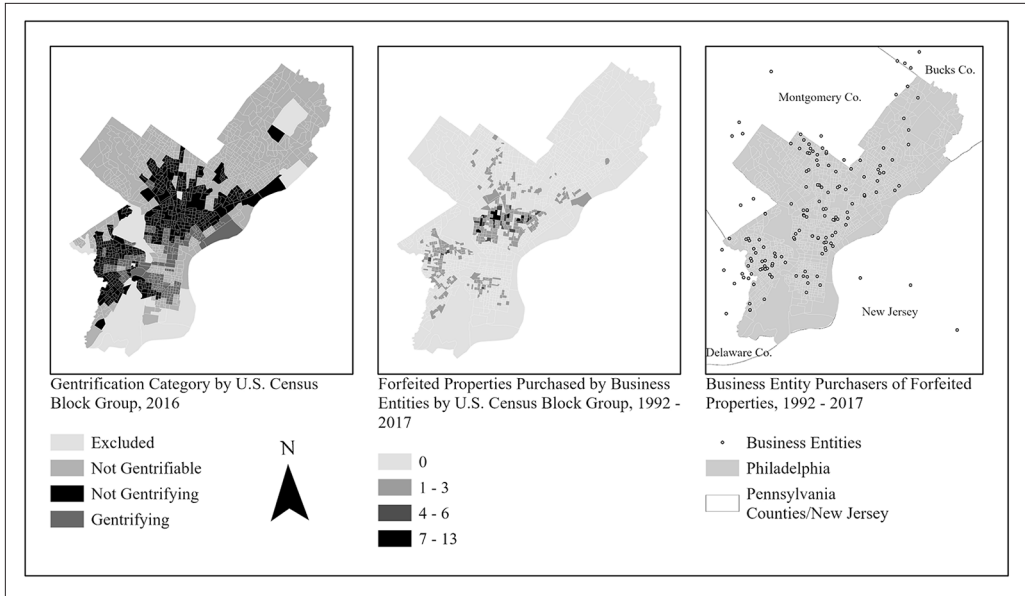 Gentrification Category by U.S. Census
Block Group, 2016
Excluded
Not Gentrifiable
Not Gentrifying
Gentrifying
N
Forfeited Properties Purchased by Business
Entities by U.S. Census Block Group, 1992 -
2017
0
1 - 3
4 - 6
7 - 13
Bucks Co.
Montgomery Co.
New Jersey
Delaware Co.
Business Entity Purchasers of Forfeited
Properties, 1992 - 2017
Business Entities
Philadelphia
Pennsylvania
Counties/New Jersey